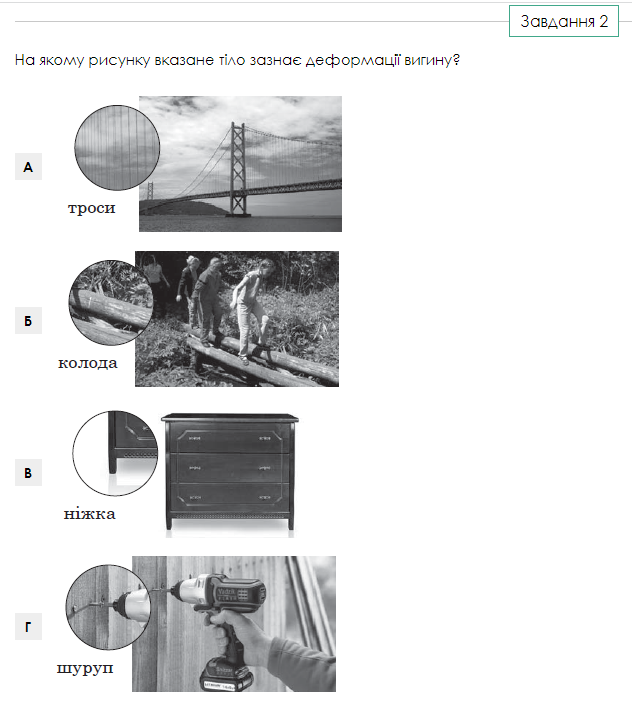 Завдання 2
На якому рисунку вказане тіло зазнає деформації вигину?
А
троси
Б
колода
В
ніжка
Г
шуруп